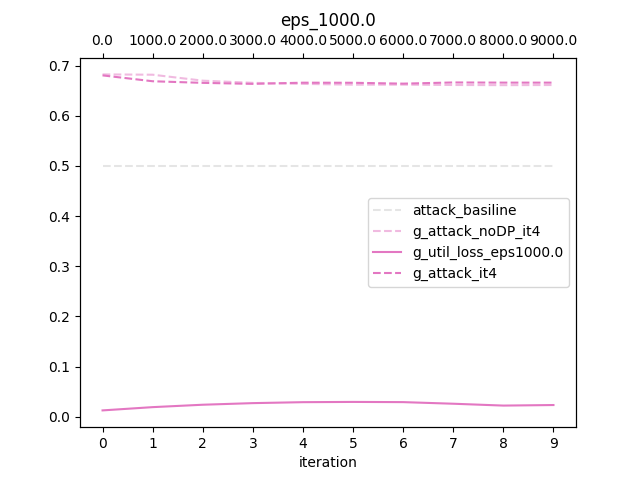 eps_1000.0
0.0 1000.0 2000.0 3000.0 4000.0 5000.0 6000.0 7000.0 8000.0 9000.0
0.7
0.6
0.5
0.4
0.3
0.2
0.1
0.0
attack_basiline
g_attack_noDP_it4
g_util_loss_eps1000.0
g_attack_it4
0 1 2 3 4 5 6 7 8 9
iteration